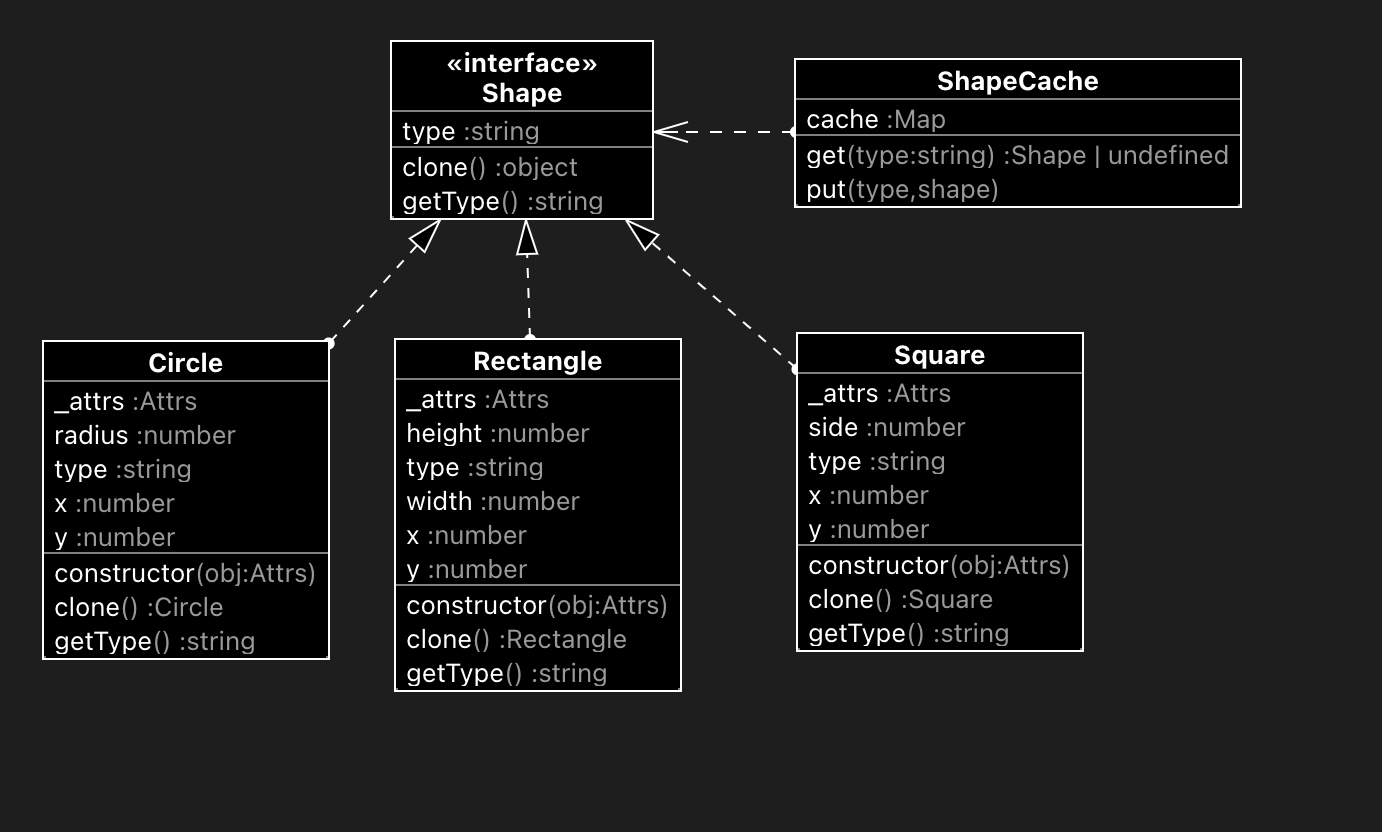 «interface»
Shape
type :string
clone() :object
getType() :string
ShapeCache
cache :Map
get(type:string) :Shape | undefined
put(type,shape)
Circle
_attrs :Attrs
radius :number
type :string
x :number
y :number
constructor(obj:Attrs)
clone() :Circle
getType() :string
Rectangle
_attrs :Attrs
height :number
type :string
width :number
x :number
y :number
constructor(obj:Attrs)
clone() :Rectangle
getType() :string
Square
_attrs :Attrs
side :number
type :string
x :number
y :number
constructor(obj:Attrs)
clone() :Square
getType() :string